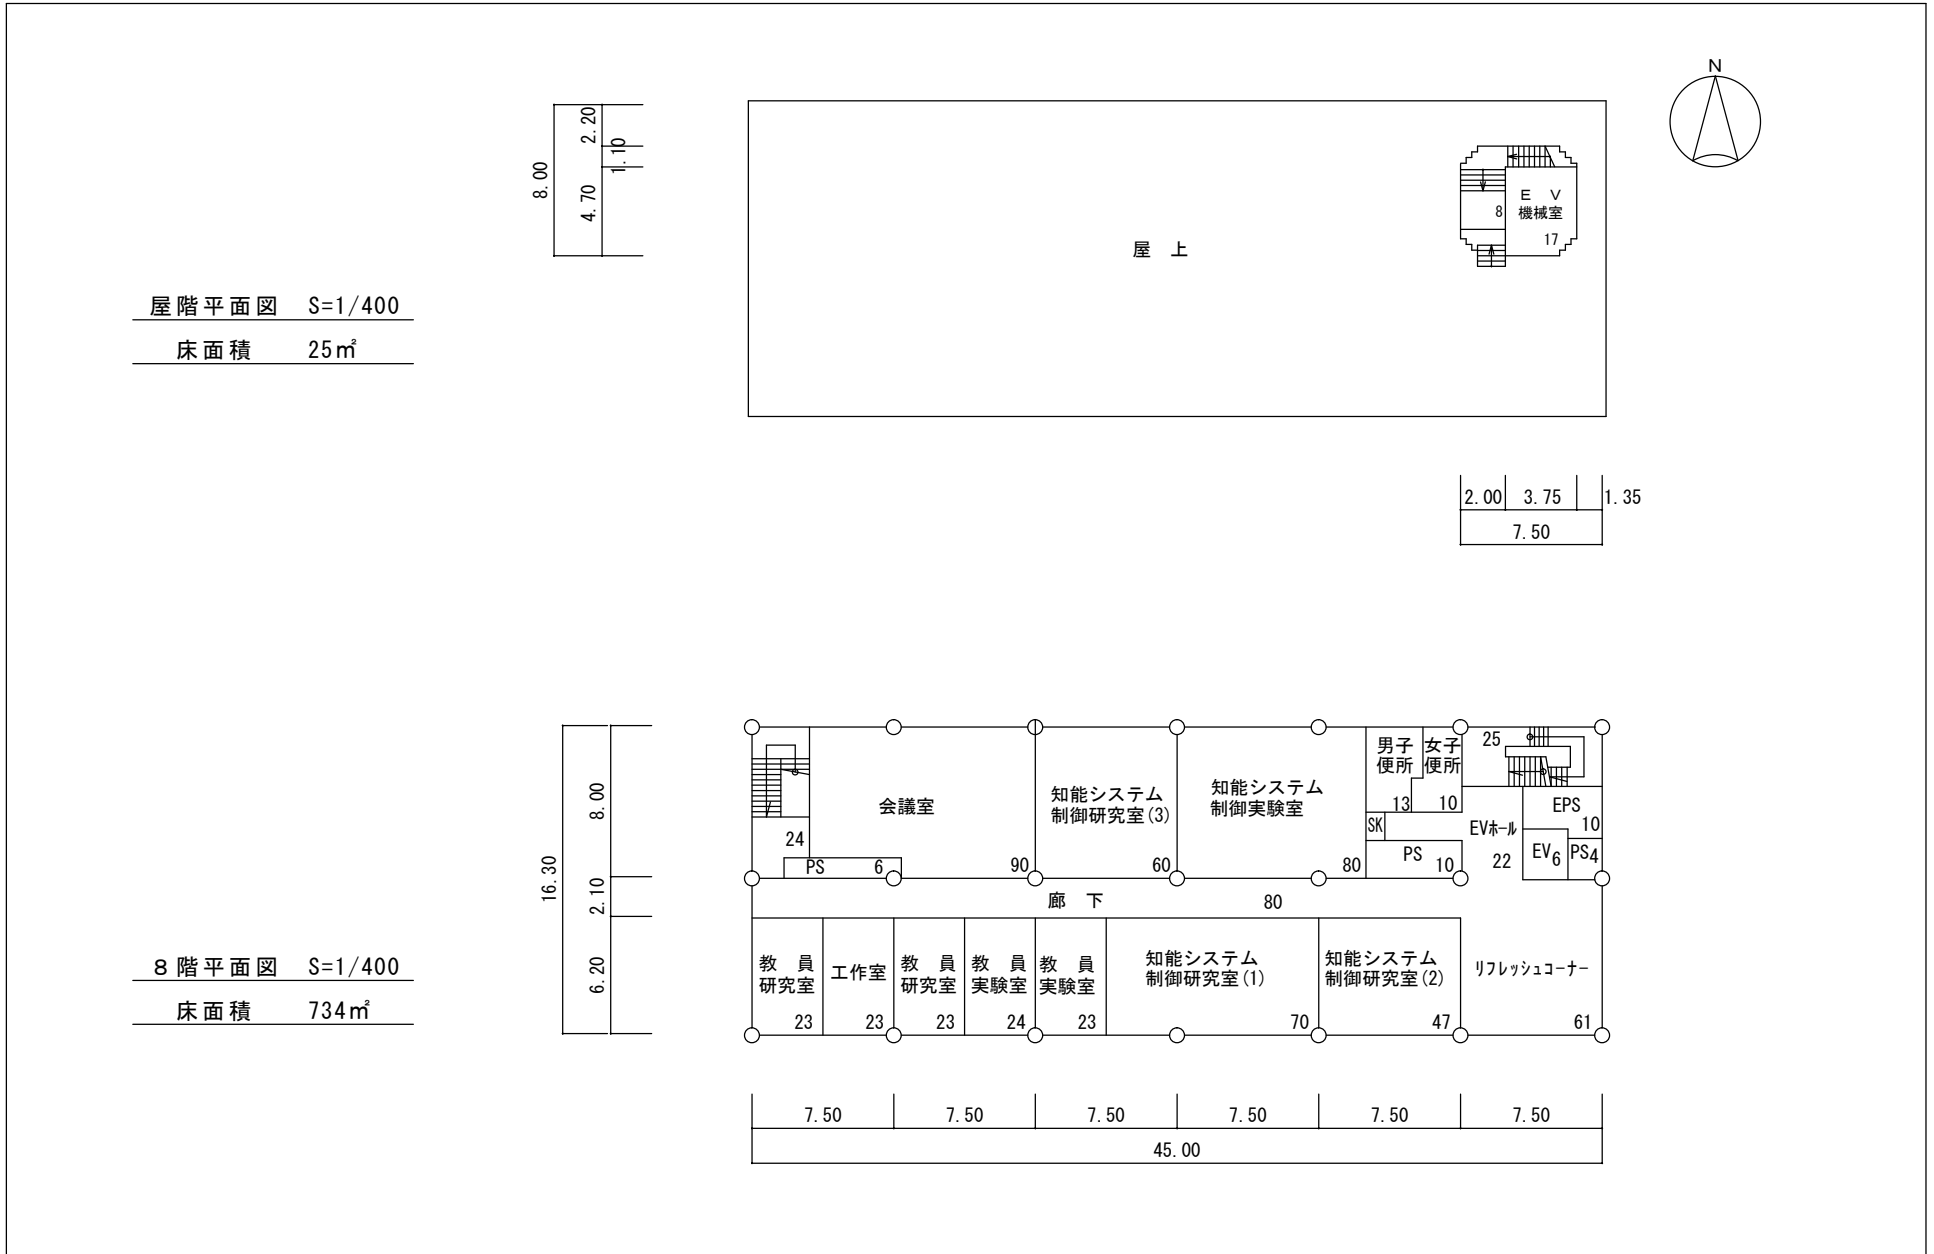 N
2.20
1.10
8.00
4.70
E V
機械室
8
17
屋 上
屋階平面図 S=1/400
床面積 25㎡
2.00 3.75 1.35
7.50
25
男子 女子
便所 便所
知能システム
制御実験室
知能システム
制御研究室(3)
会議室
8.00
13 10
EPS
10
SK
EVホール
24
PS 6
90
60
80
PS 10
22
EV6
PS4
16.30
2.10
廊 下 80
6.20
教 員
研究室
23
工作室
23
教 員
研究室
23
教 員
実験室
24
教 員
実験室
23
知能システム
制御研究室(1)
70
知能システム
制御研究室(2)
47
リフレッシュコーナー
61
8階平面図 S=1/400
床面積 734㎡
7.50 7.50 7.50 7.50 7.50 7.50
45.00